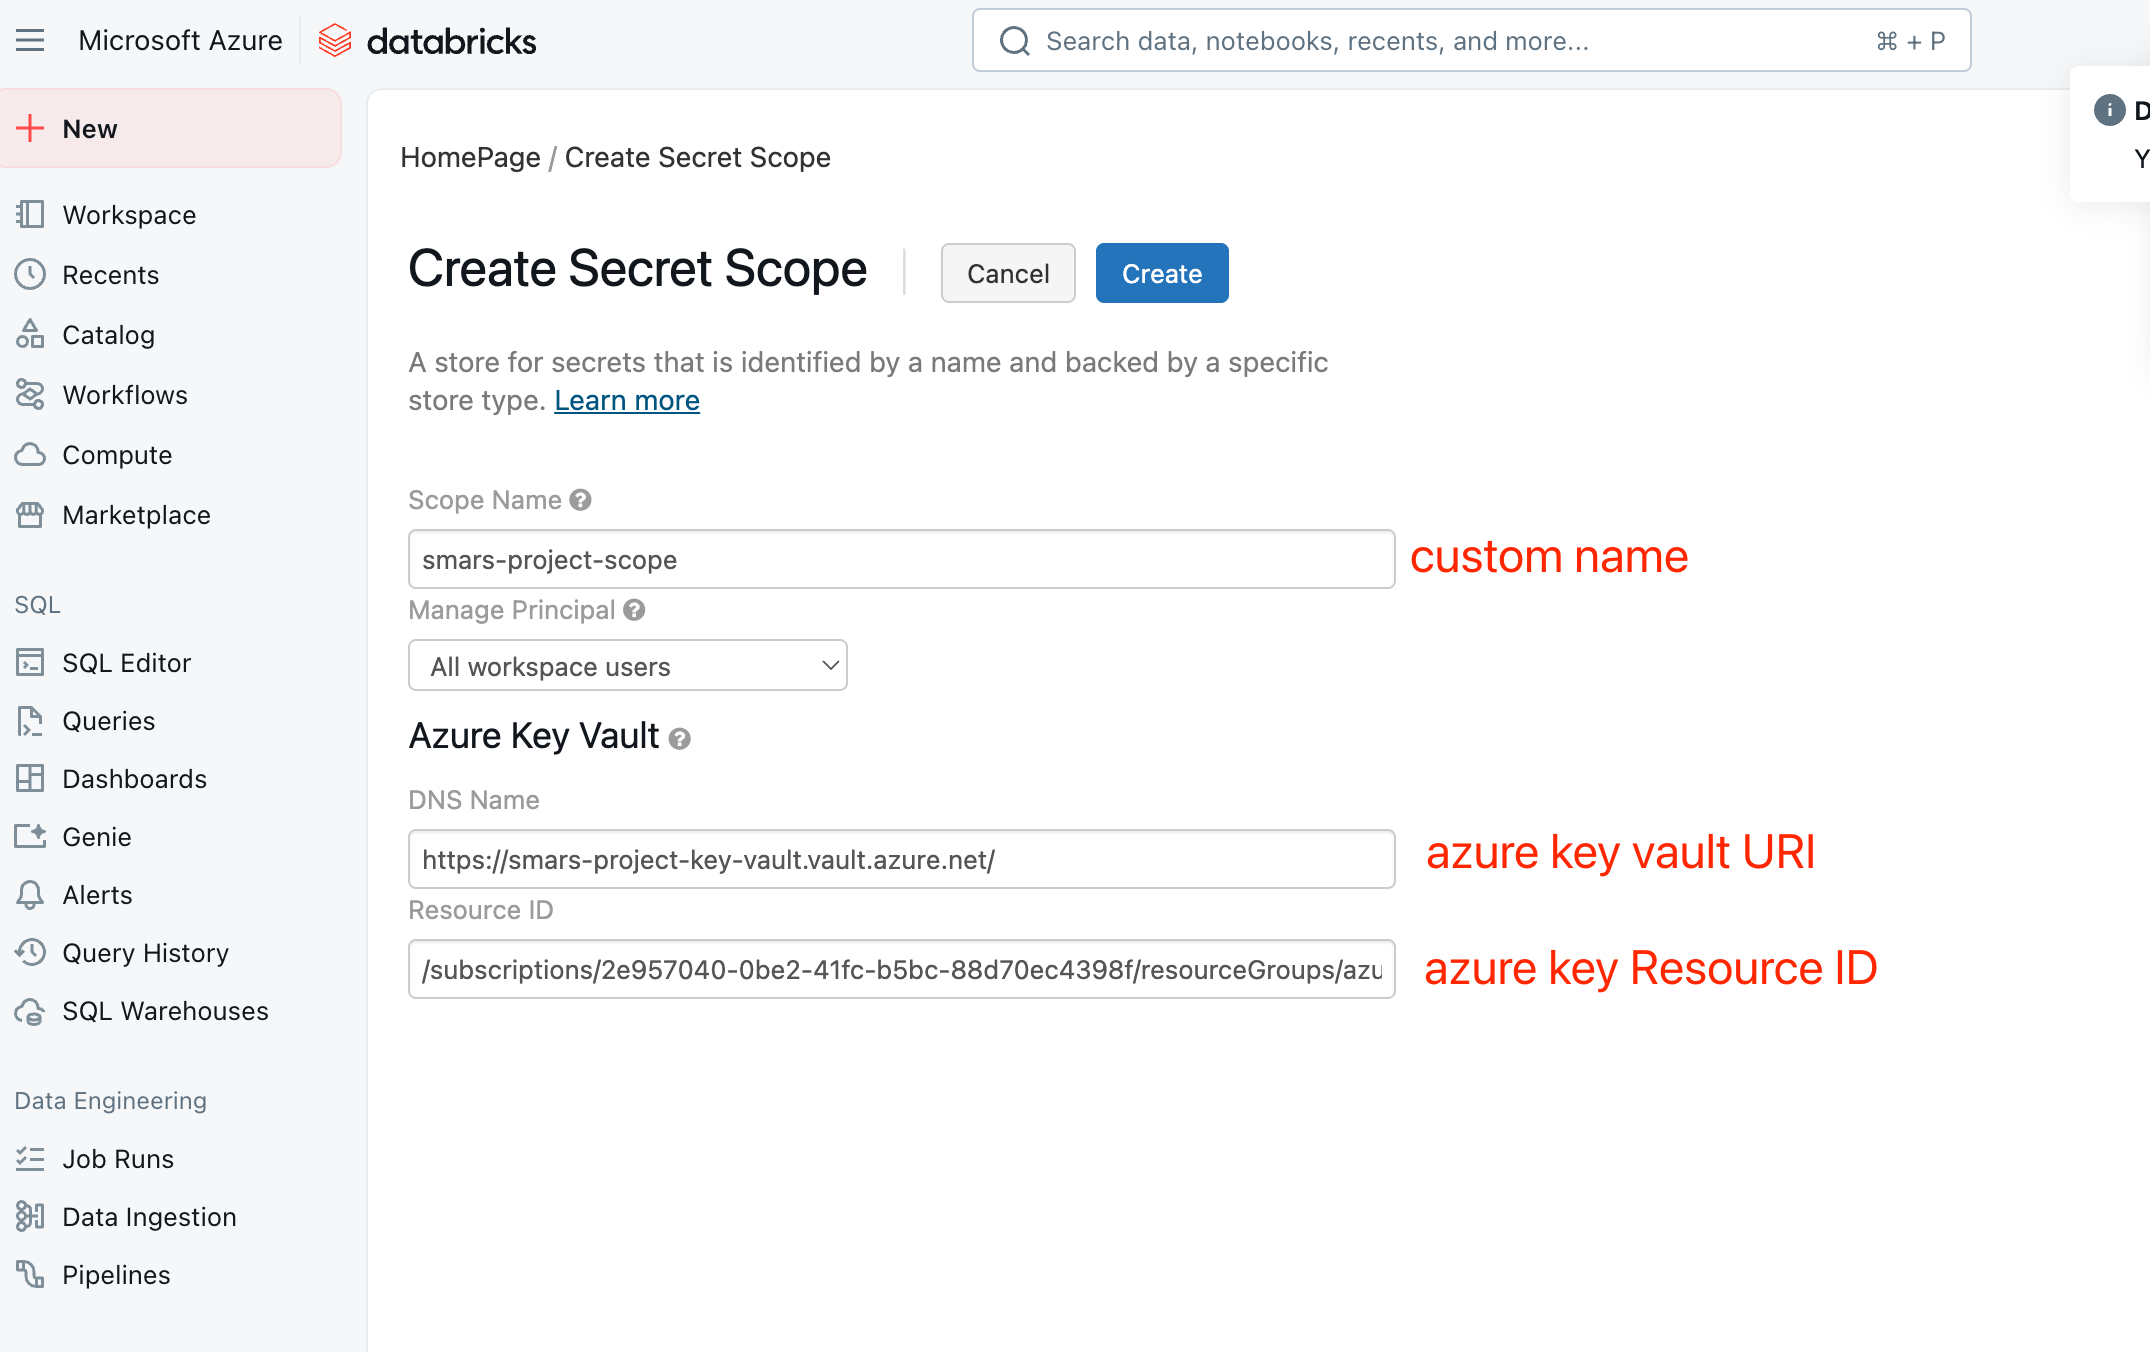 Microsoft Azure
databricks
Search data, notebooks, recents, and more...
⌘ + P
New
Workspace
Recents
Catalog
Workflows
Compute
Marketplace
SQL
SQL Editor
Queries
Dashboards
Genie
Alerts
Query History
SQL Warehouses
Data Engineering
Job Runs
Data Ingestion
Pipelines
HomePage / Create Secret Scope
Create Secret Scope
Cancel
Create
A store for secrets that is identified by a name and backed by a specific
store type. Learn more
Scope Name
smars-project-scope
custom name
Manage Principal
All workspace users
Azure Key Vault
DNS Name
https://smars-project-key-vault.vault.azure.net/
azure key vault URI
Resource ID
/subscriptions/2e957040-0be2-41fc-b5bc-88d70ec4398f/resourceGroups/azu
azure key Resource ID